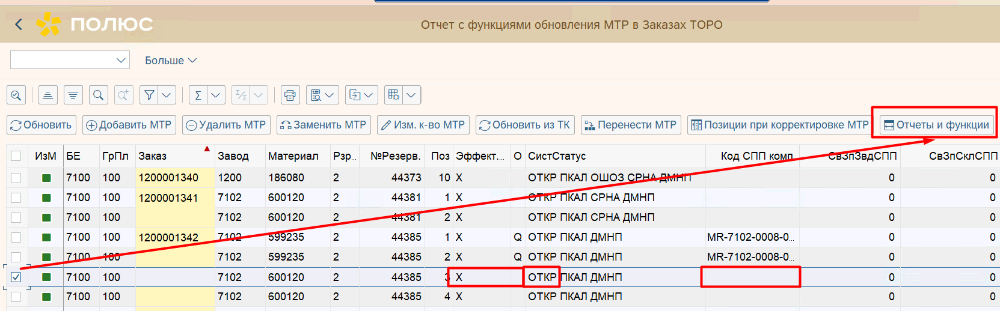 ПОЛЮС
Отчет с функциями обновления МТР в Заказах ТОРО
Больше
Обновить Добавить МТР Удалить МТР Заменить МТР Изм. к-во МТР Обновить из ТК Перенести МТР Позиции при корректировке МТР Отчеты и функции
ИзМ БЕ ГрПл Заказ Завод Материал Рзр... №Резерв. Поз Эффект... О СистСтатус Код СПП комп СвЗпЗвдСПП СвЗпСклСПП
7100 100 1200001340 1200 186080 2 44373 10 X ОТКР ПКАЛ ОШОЗ СРНА ДМНП 0 0
7100 100 1200001341 7102 600120 2 44381 1 X ОТКР ПКАЛ СРНА ДМНП 0 0
7100 100 7102 600120 2 44381 2 X ОТКР ПКАЛ СРНА ДМНП 0 0
7100 100 1200001342 7102 599235 2 44385 1 X Q ОТКР ПКАЛ ДМНП MR-7102-0008-0... 0 0
7100 100 7102 599235 2 44385 2 X Q ОТКР ПКАЛ ДМНП MR-7102-0008-0... 0 0
7100 100 7102 600120 2 44385 3 X ОТКР ПКАЛ ДМНП 0 0
7100 100 7102 600120 2 44385 4 X ОТКР ПКАЛ ДМНП 0 0